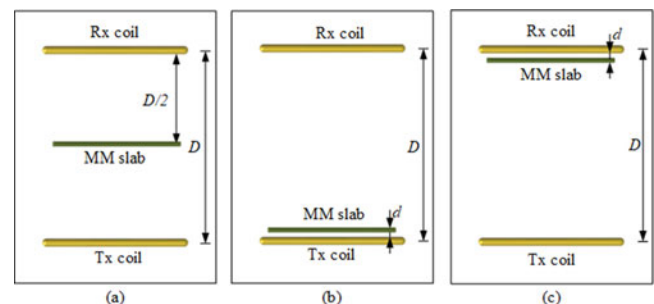 Rx coil
D/2
D
MM slab
Tx coil
(a)
Rx coil
D
MM slab
d
Tx coil
(b)
Rx coil
d
MM slab
D
Tx coil
(c)